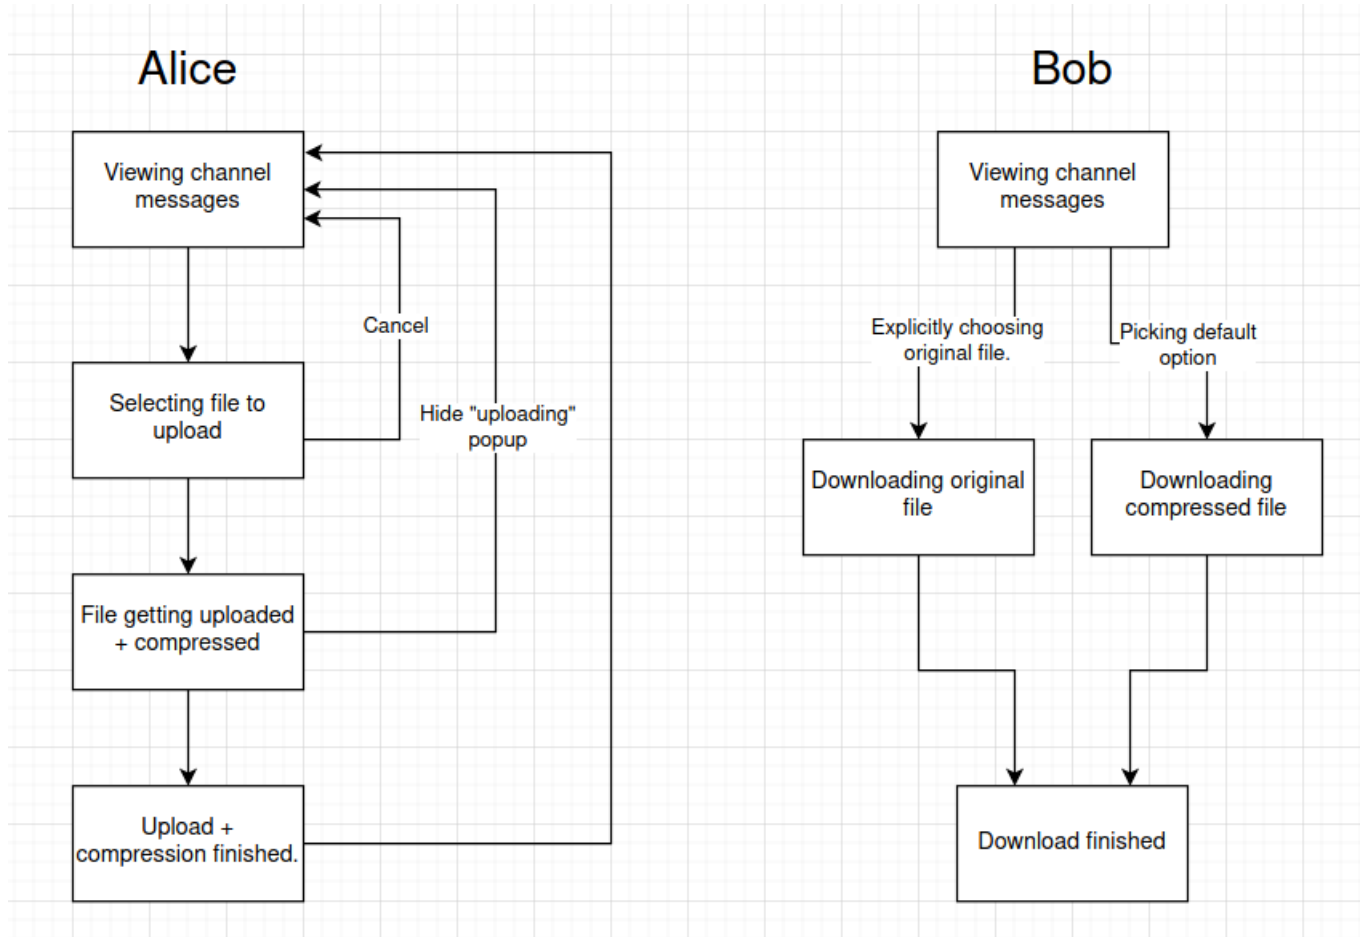 Alice
Viewing channel
messages
Cancel
Selecting file to
upload
Hide "uploading"
popup
File getting uploaded
+ compressed
Upload +
compression finished.
Bob
Viewing channel
messages
Explicitly choosing
original file.
Picking default
option
Downloading original
file
Downloading
compressed file
Download finished